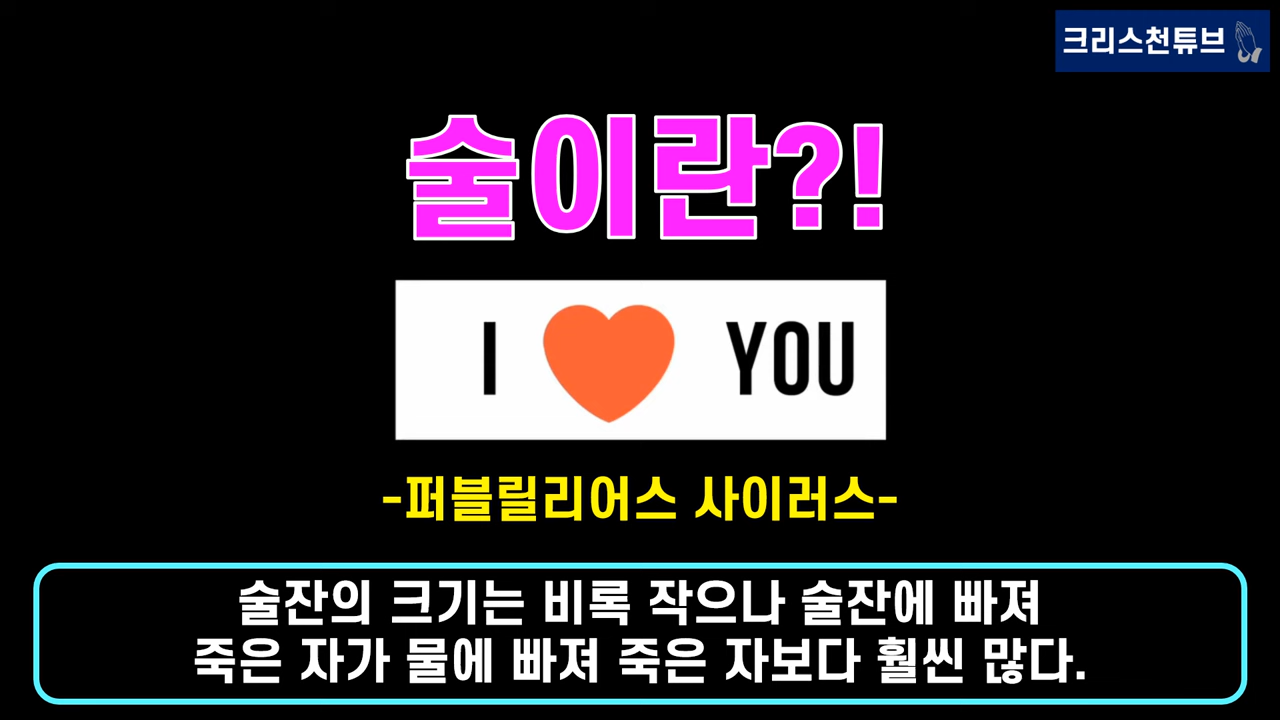 크리스천튜브
술이란?!
I YOU
-퍼블릴리어스 사이러스-
술잔의 크기는 비록 작으나 술잔에 빠져
죽은 자가 물에 빠져 죽은 자보다 훨씬 많다.